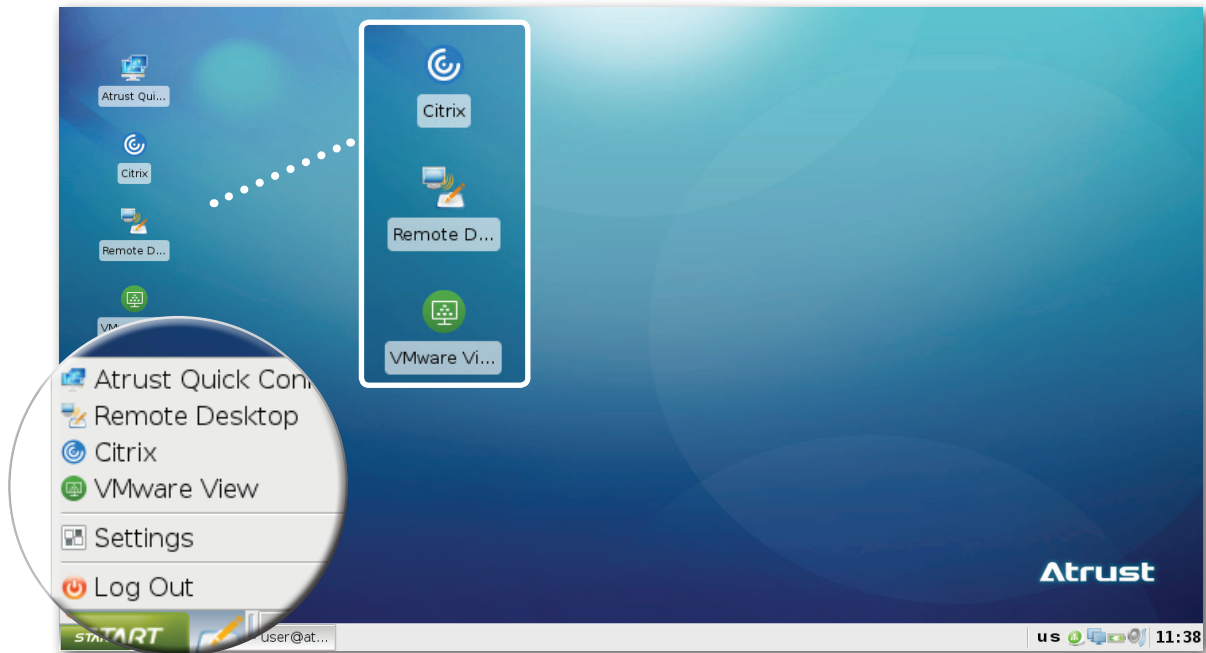 Atrust Qui...
Citrix
Remote D...
Citrix
Remote D...
VMware Vi...
Atrust Quick Con
Remote Desktop
Citrix
VMware View
Settings
Log Out
Atrust
START
user@at...
us 11:38